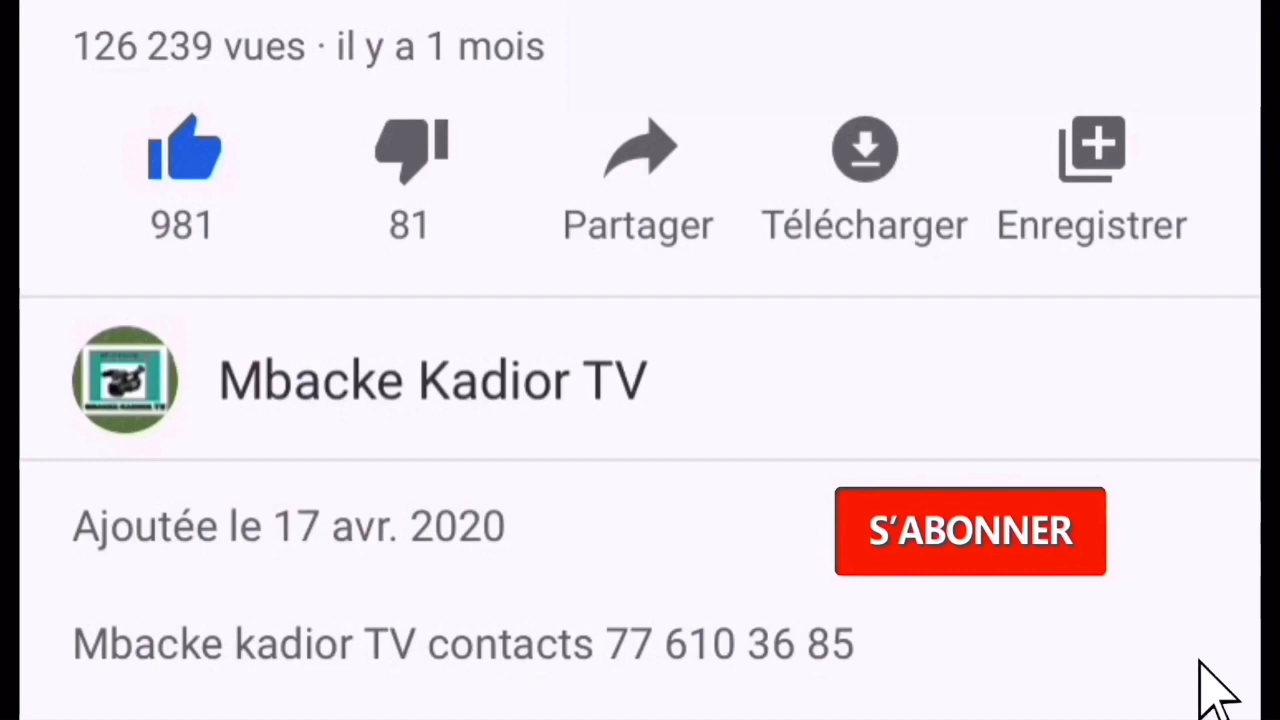 126 239 vues · il y a 1 mois
981 81 Partager Télécharger Enregistrer
Mbacke Kadior TV
Ajoutée le 17 avr. 2020
S'ABONNER
Mbacke kadior TV contacts 77 610 36 85